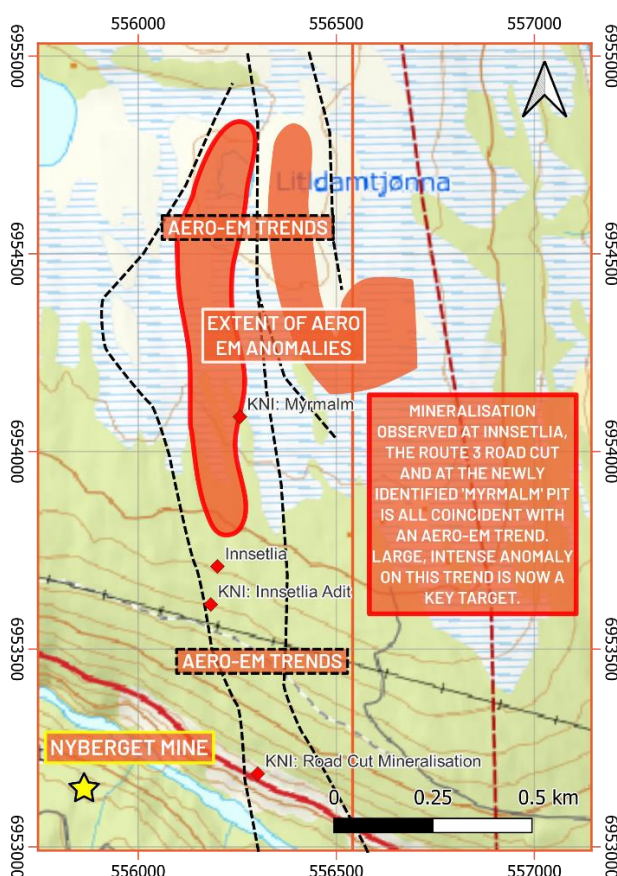 556000
556500
557000
6955000
6955000
Litldamtjønna
AERO-EM TRENDS
6954500
6954500
EXTENT OF AERO
EM ANOMALIES
KNI: Myrmalm
MINERALISATION
OBSERVED AT INNSETLIA,
THE ROUTE 3 ROAD CUT
AND AT THE NEWLY
IDENTIFIED 'MYRMALM' PIT
IS ALL COINCIDENT WITH
AN AERO-EM TREND.
LARGE, INTENSE ANOMALY
ON THIS TREND IS NOW A
KEY TARGET.
6954000
6954000
Innsetlia
KNI: Innsetlia Adit
AERO-EM TRENDS
6953500
6953500
NYBERGET MINE
KNI: Road Cut Mineralisation
0
0.25
0.5 km
6953000
6953000
556000
556500
557000